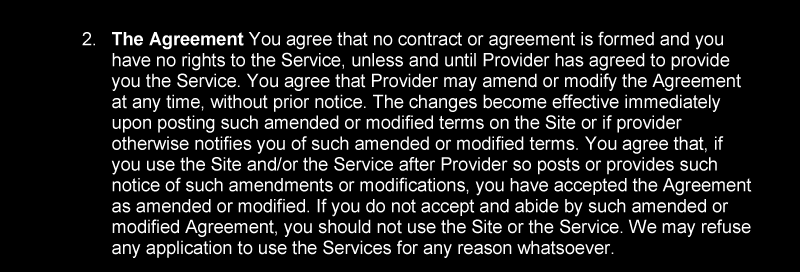 2. The Agreement You agree that no contract or agreement is formed and you
have no rights to the Service, unless and until Provider has agreed to provide
you the Service. You agree that Provider may amend or modify the Agreement
at any time, without prior notice. The changes become effective immediately
upon posting such amended or modified terms on the Site or if provider
otherwise notifies you of such amended or modified terms. You agree that, if
you use the Site and/or the Service after Provider so posts or provides such
notice of such amendments or modifications, you have accepted the Agreement
as amended or modified. If you do not accept and abide by such amended or
modified Agreement, you should not use the Site or the Service. We may refuse
any application to use the Services for any reason whatsoever.